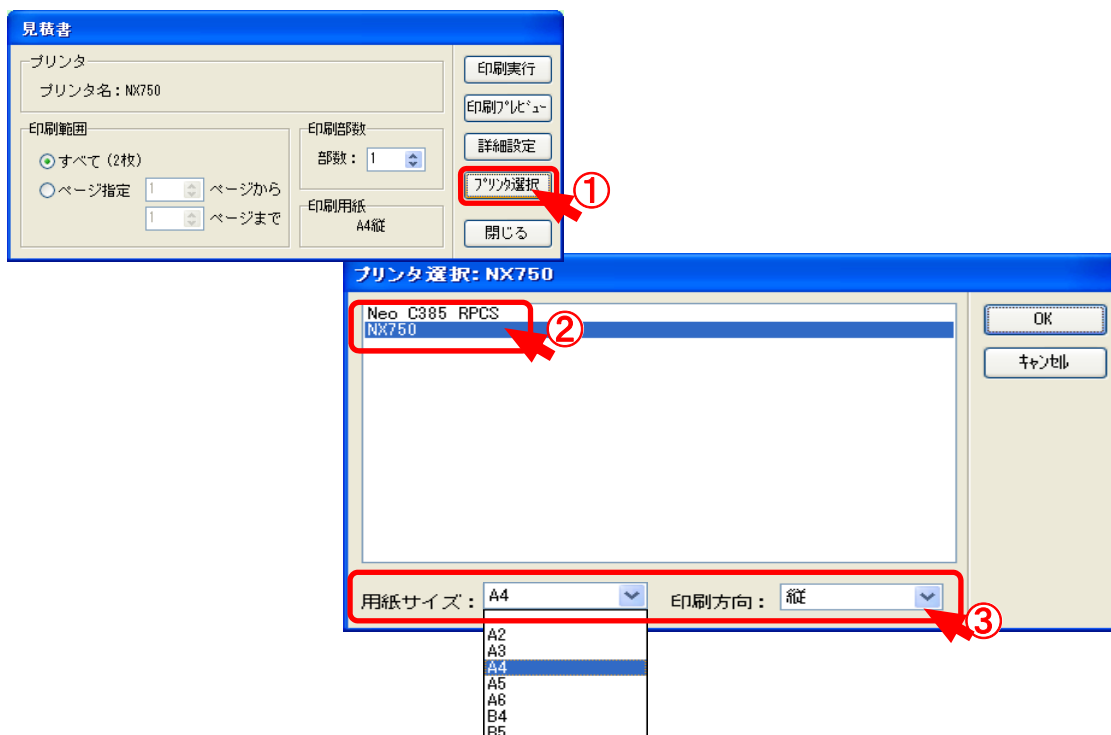 見積書
プリンタ
プリンタ名：NX750
印刷範囲
すべて（2枚）
ページ指定 1 ページから
1 ページまで
印刷部数
部数： 1
印刷用紙
A4縦
印刷実行
印刷ﾌﾟﾚﾋﾞｭｰ
詳細設定
ﾌﾟﾘﾝﾀ選択
閉じる
①
プリンタ選択：NX750
Neo C385 RPCS
NX750
②
OK
ｷｬﾝｾﾙ
用紙サイズ： A4 印刷方向： 縦
③
A2
A3
A4
A5
A6
B4
B5